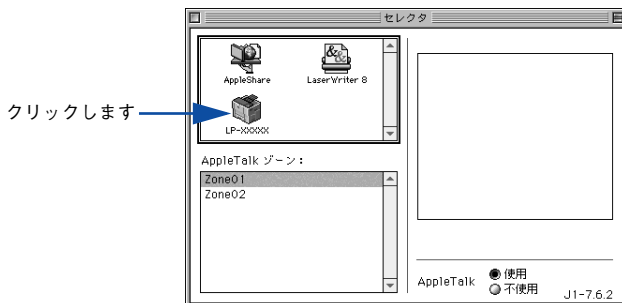 セレクタ
AppleShare
LaserWriter 8
クリックします
LP-XXXXX
AppleTalk ゾーン：
Zone01
Zone02
AppleTalk
使用
不使用
J1-7.6.2